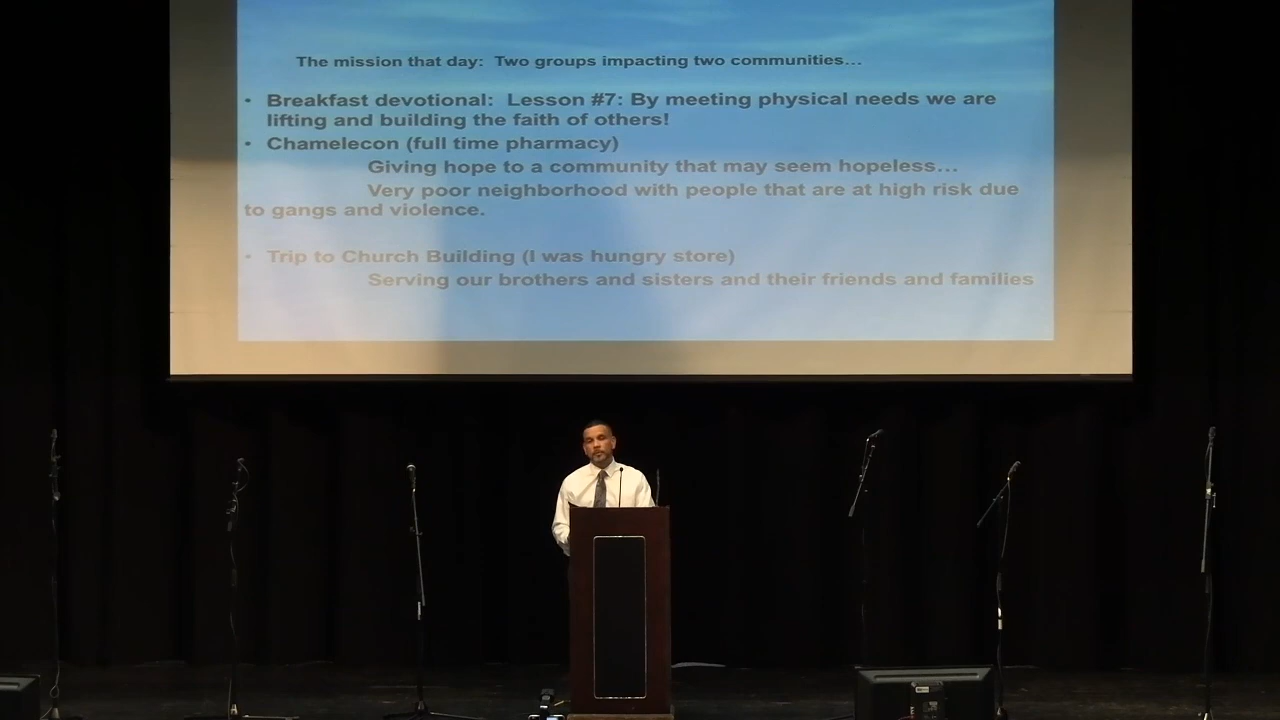 The mission that day:  Two groups impacting two communities…
• Breakfast devotional:  Lesson #7: By meeting physical needs we are
lifting and building the faith of others!
• Chamelecon (full time pharmacy)
Giving hope to a community that may seem hopeless…
Very poor neighborhood with people that are at high risk due
to gangs and violence.
• Trip to Church Building (I was hungry store)
Serving our brothers and sisters and their friends and families